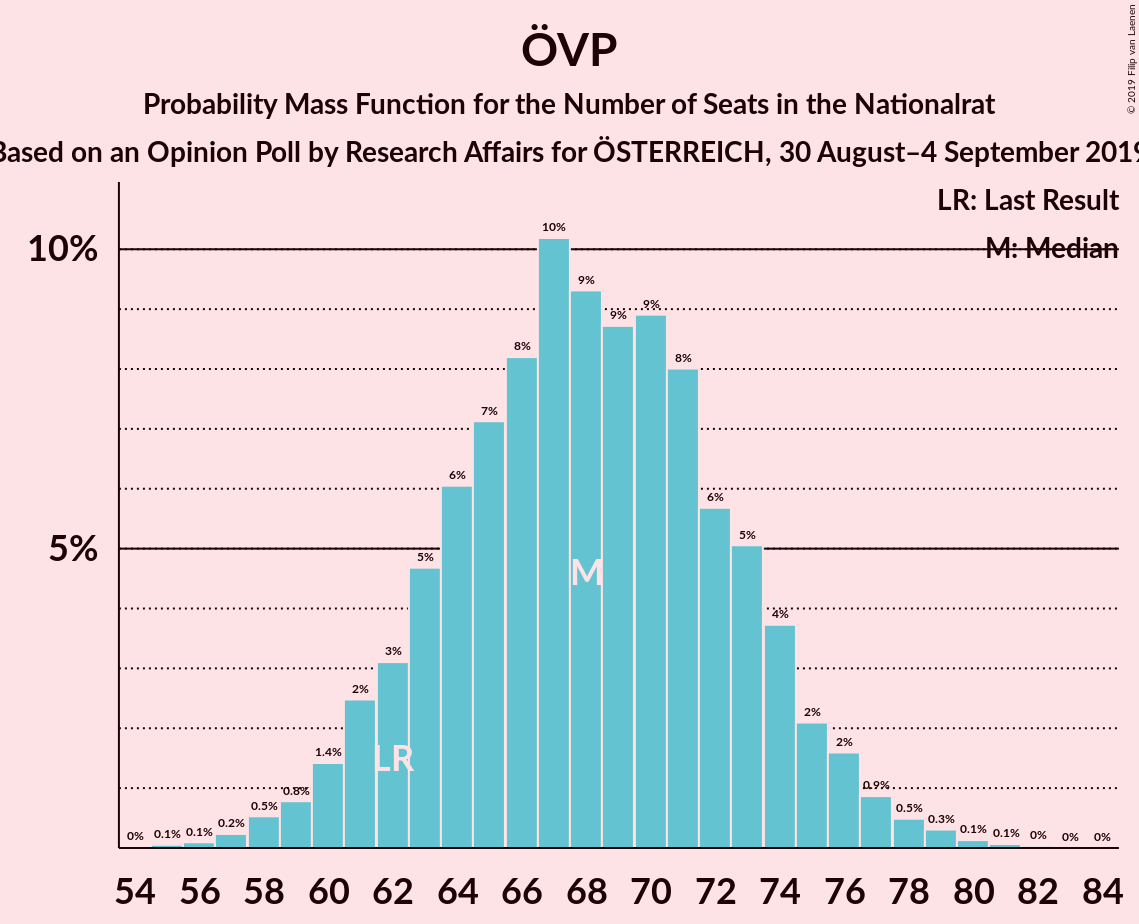 ÖVP
Probability Mass Function for the Number of Seats in the Nationalrat
Based on an Opinion Poll by Research Affairs for ÖSTERREICH, 30 August–4 September 2019
© 2019 Filip van Laenen
LR: Last Result
M: Median
10%
5%
0% 0.1% 0.1% 0.2% 0.5% 0.8% 1.4% 2% 3% 5% 6% 7% 8% 10% 9% 9% 9% 8% 6% 5% 4% 2% 2% 0.9% 0.5% 0.3% 0.1% 0.1% 0% 0% 0%
M
LR
54 56 58 60 62 64 66 68 70 72 74 76 78 80 82 84